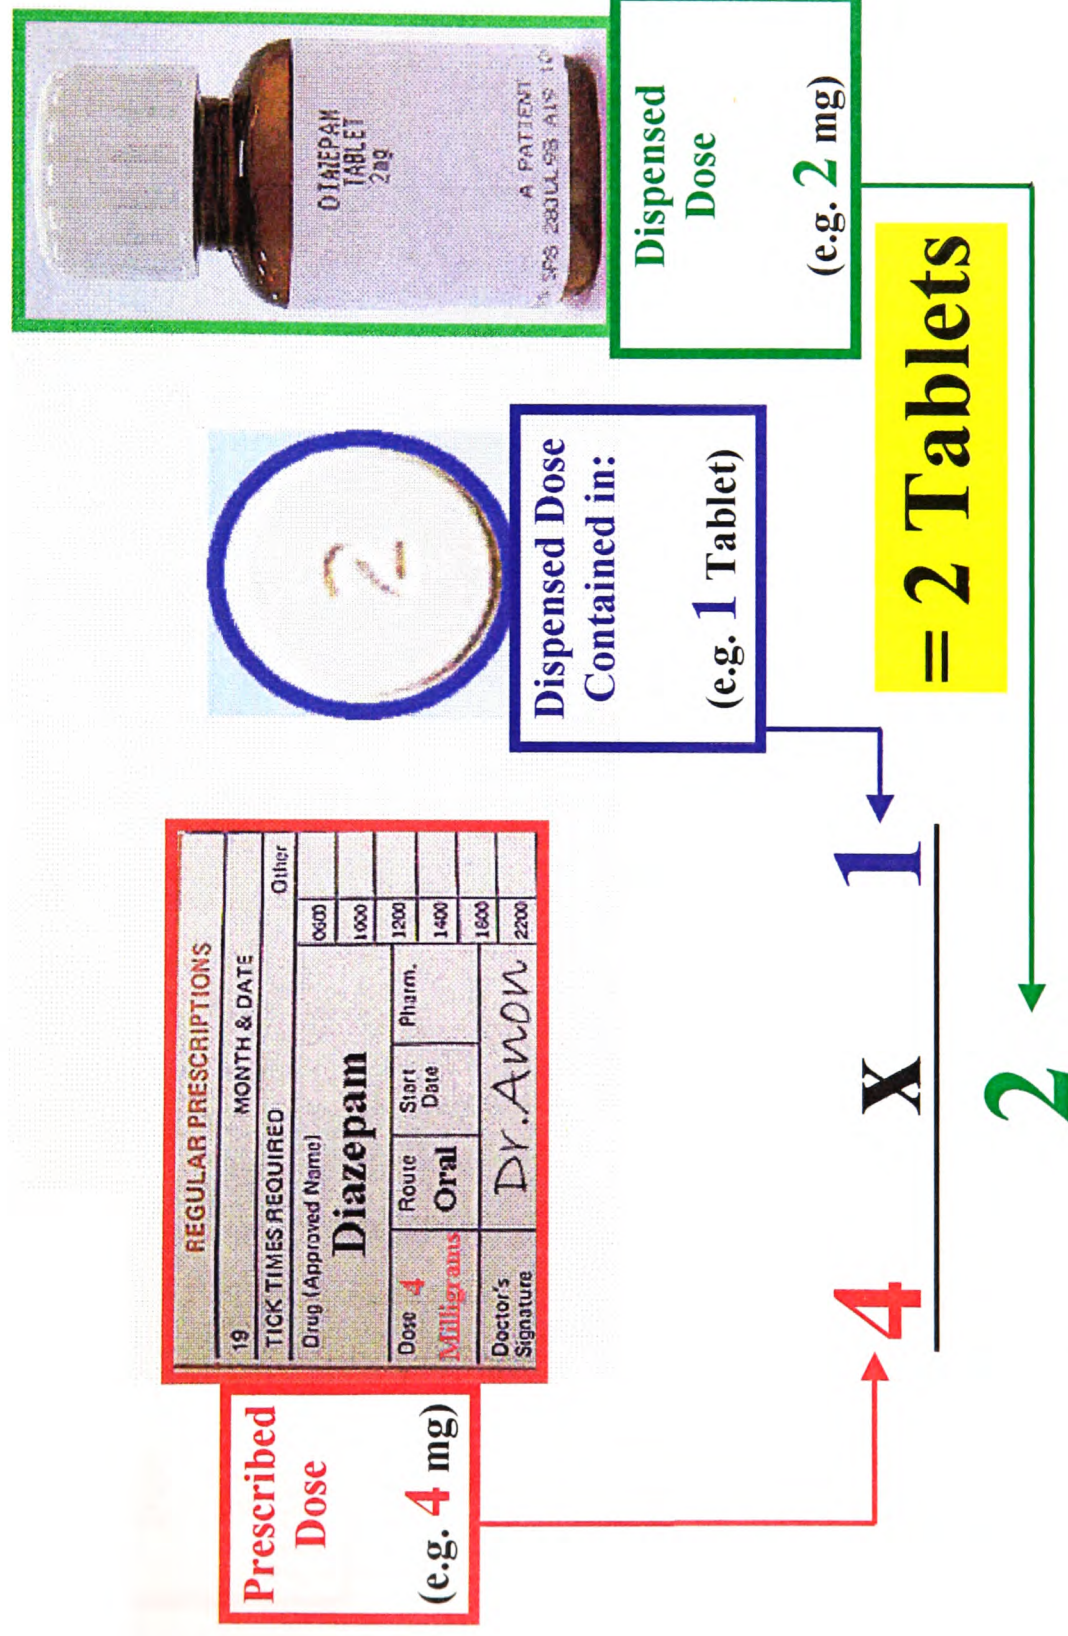 REGULAR PRESCRIPTIONS
19 MONTH & DATE
TICK TIMES REQUIRED Other
Drug (Approved Name)
Diazepam
0600
1000
Dose 4
Milligrams
Route
Oral
Start
Date
Pharm.
1200
1400
Doctor's
Signature
Dr. Anon
1800
2200
Prescribed
Dose
(e.g. 4 mg)
2
Dispensed Dose
Contained in:
(e.g. 1 Tablet)
DIAZEPAM
TABLET
2mg
A PATIENT
Dispensed
Dose
(e.g. 2 mg)
4 X 1
2
= 2 Tablets